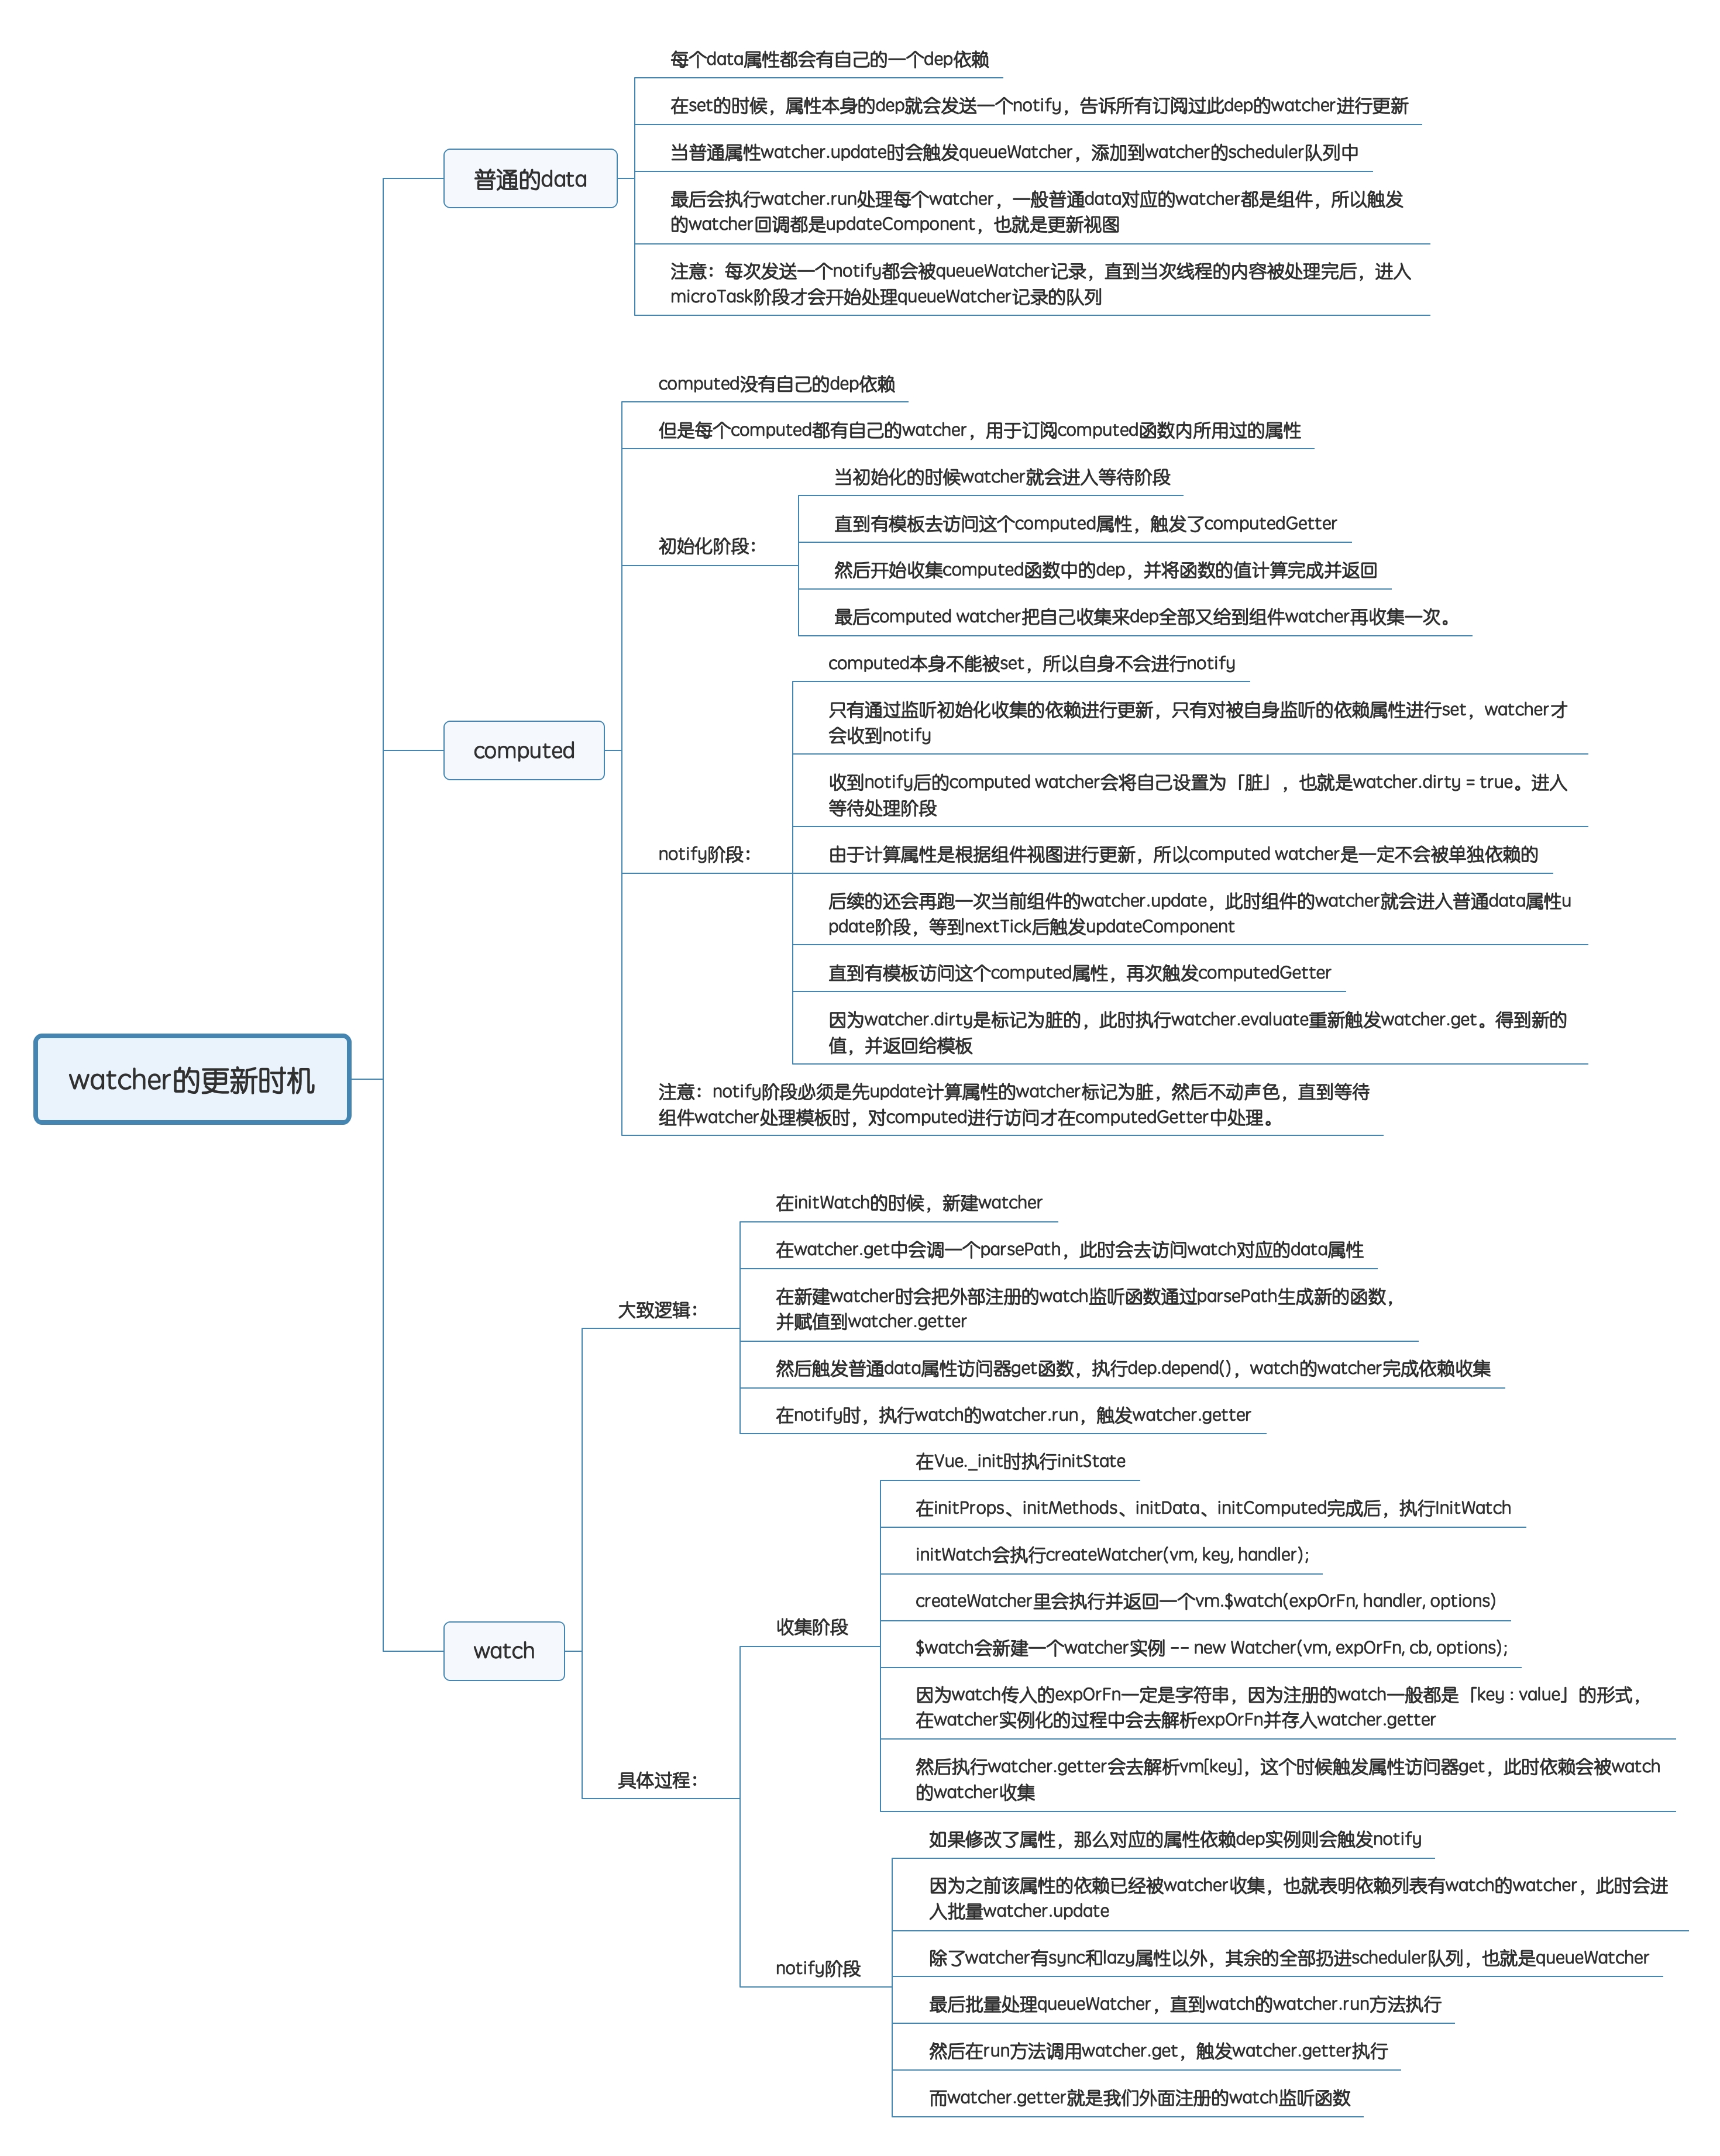 watcher的更新时机
普通的data
每个data属性都会有自己的一个dep依赖
在set的时候，属性本身的dep就会发送一个notify，告诉所有订阅过此dep的watcher进行更新
当普通属性watcher.update时会触发queueWatcher，添加到watcher的scheduler队列中
最后会执行watcher.run处理每个watcher，一般普通data对应的watcher都是组件，所以触发
的watcher回调都是updateComponent，也就是更新视图
注意：每次发送一个notify都会被queueWatcher记录，直到当次线程的内容被处理完后，进入
microTask阶段才会开始处理queueWatcher记录的队列
computed
computed没有自己的dep依赖
但是每个computed都有自己的watcher，用于订阅computed函数内所用过的属性
初始化阶段：
当初始化的时候watcher就会进入等待阶段
直到有模板去访问这个computed属性，触发了computedGetter
然后开始收集computed函数中的dep，并将函数的值计算完成并返回
最后computed watcher把自己收集来dep全部又给到组件watcher再收集一次。
notify阶段：
computed本身不能被set，所以自身不会进行notify
只有通过监听初始化收集的依赖进行更新，只有对被自身监听的依赖属性进行set，watcher才
会收到notify
收到notify后的computed watcher会将自己设置为「脏」，也就是watcher.dirty = true。进入
等待处理阶段
由于计算属性是根据组件视图进行更新，所以computed watcher是一定不会被单独依赖的
后续的还会再跑一次当前组件的watcher.update，此时组件的watcher就会进入普通data属性u
pdate阶段，等到nextTick后触发updateComponent
直到有模板访问这个computed属性，再次触发computedGetter
因为watcher.dirty是标记为脏的，此时执行watcher.evaluate重新触发watcher.get。得到新的
值，并返回给模板
注意：notify阶段必须是先update计算属性的watcher标记为脏，然后不动声色，直到等待
组件watcher处理模板时，对computed进行访问才在computedGetter中处理。
watch
大致逻辑：
在initWatch的时候，新建watcher
在watcher.get中会调一个parsePath，此时会去访问watch对应的data属性
在新建watcher时会把外部注册的watch监听函数通过parsePath生成新的函数，
并赋值到watcher.getter
然后触发普通data属性访问器get函数，执行dep.depend()，watch的watcher完成依赖收集
在notify时，执行watch的watcher.run，触发watcher.getter
具体过程：
收集阶段
在Vue._init时执行initState
在initProps、initMethods、initData、initComputed完成后，执行InitWatch
initWatch会执行createWatcher(vm, key, handler);
createWatcher里会执行并返回一个vm.$watch(expOrFn, handler, options)
$watch会新建一个watcher实例 -- new Watcher(vm, expOrFn, cb, options);
因为watch传入的expOrFn一定是字符串，因为注册的watch一般都是「key : value」的形式，
在watcher实例化的过程中会去解析expOrFn并存入watcher.getter
然后执行watcher.getter会去解析vm[key]，这个时候触发属性访问器get，此时依赖会被watch
的watcher收集
notify阶段
如果修改了属性，那么对应的属性依赖dep实例则会触发notify
因为之前该属性的依赖已经被watcher收集，也就表明依赖列表有watch的watcher，此时会进
入批量watcher.update
除了watcher有sync和lazy属性以外，其余的全部扔进scheduler队列，也就是queueWatcher
最后批量处理queueWatcher，直到watch的watcher.run方法执行
然后在run方法调用watcher.get，触发watcher.getter执行
而watcher.getter就是我们外面注册的watch监听函数